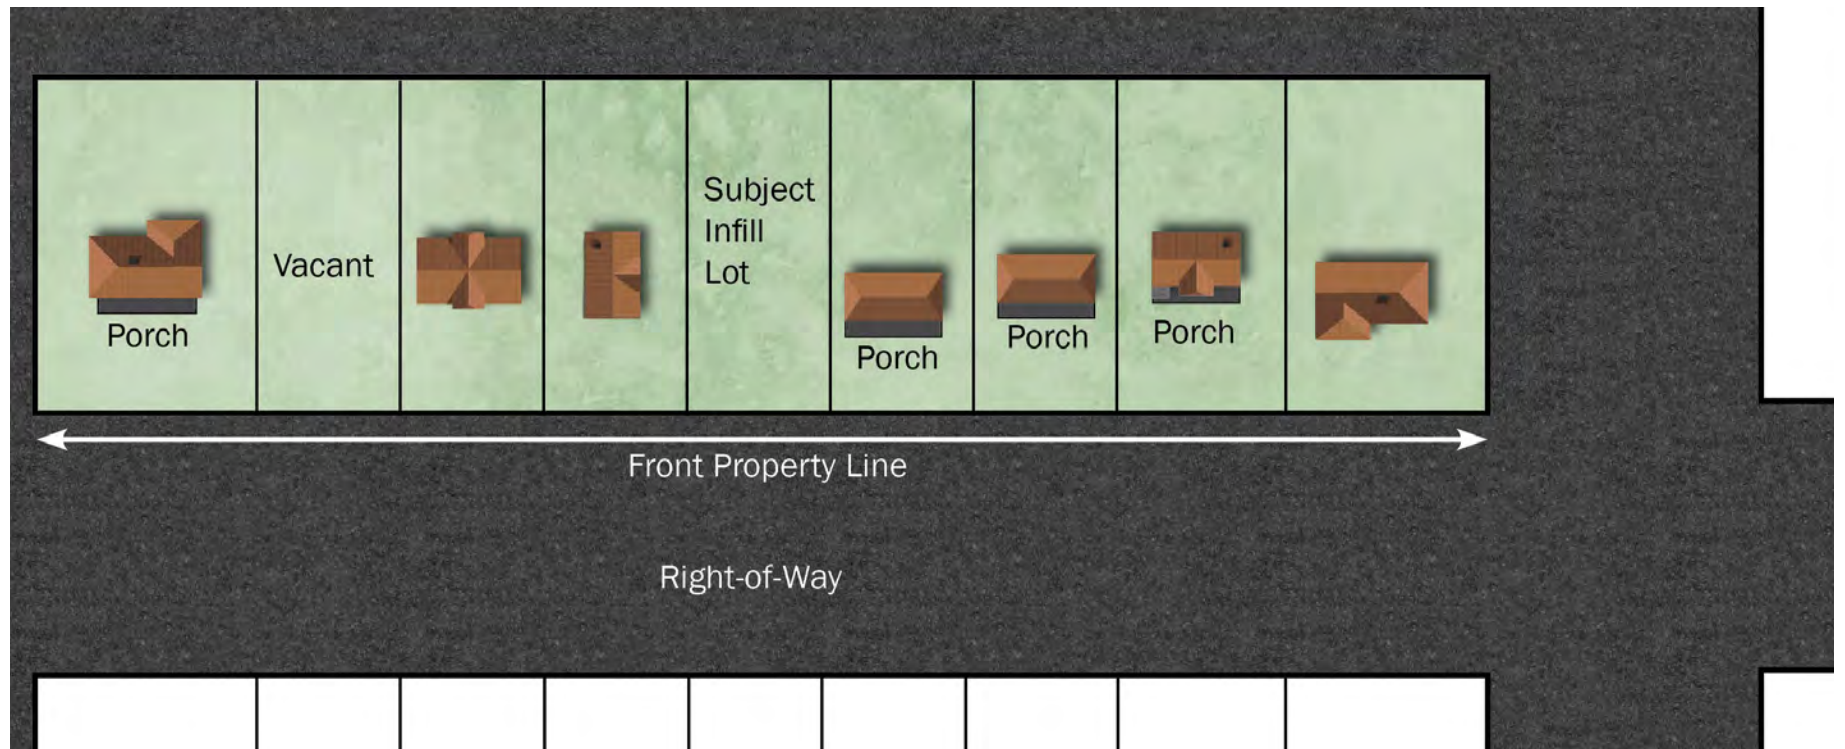 Subject
Infill
Lot
Vacant
Porch
Porch
Porch
Porch
Front Property Line
Right-of-Way